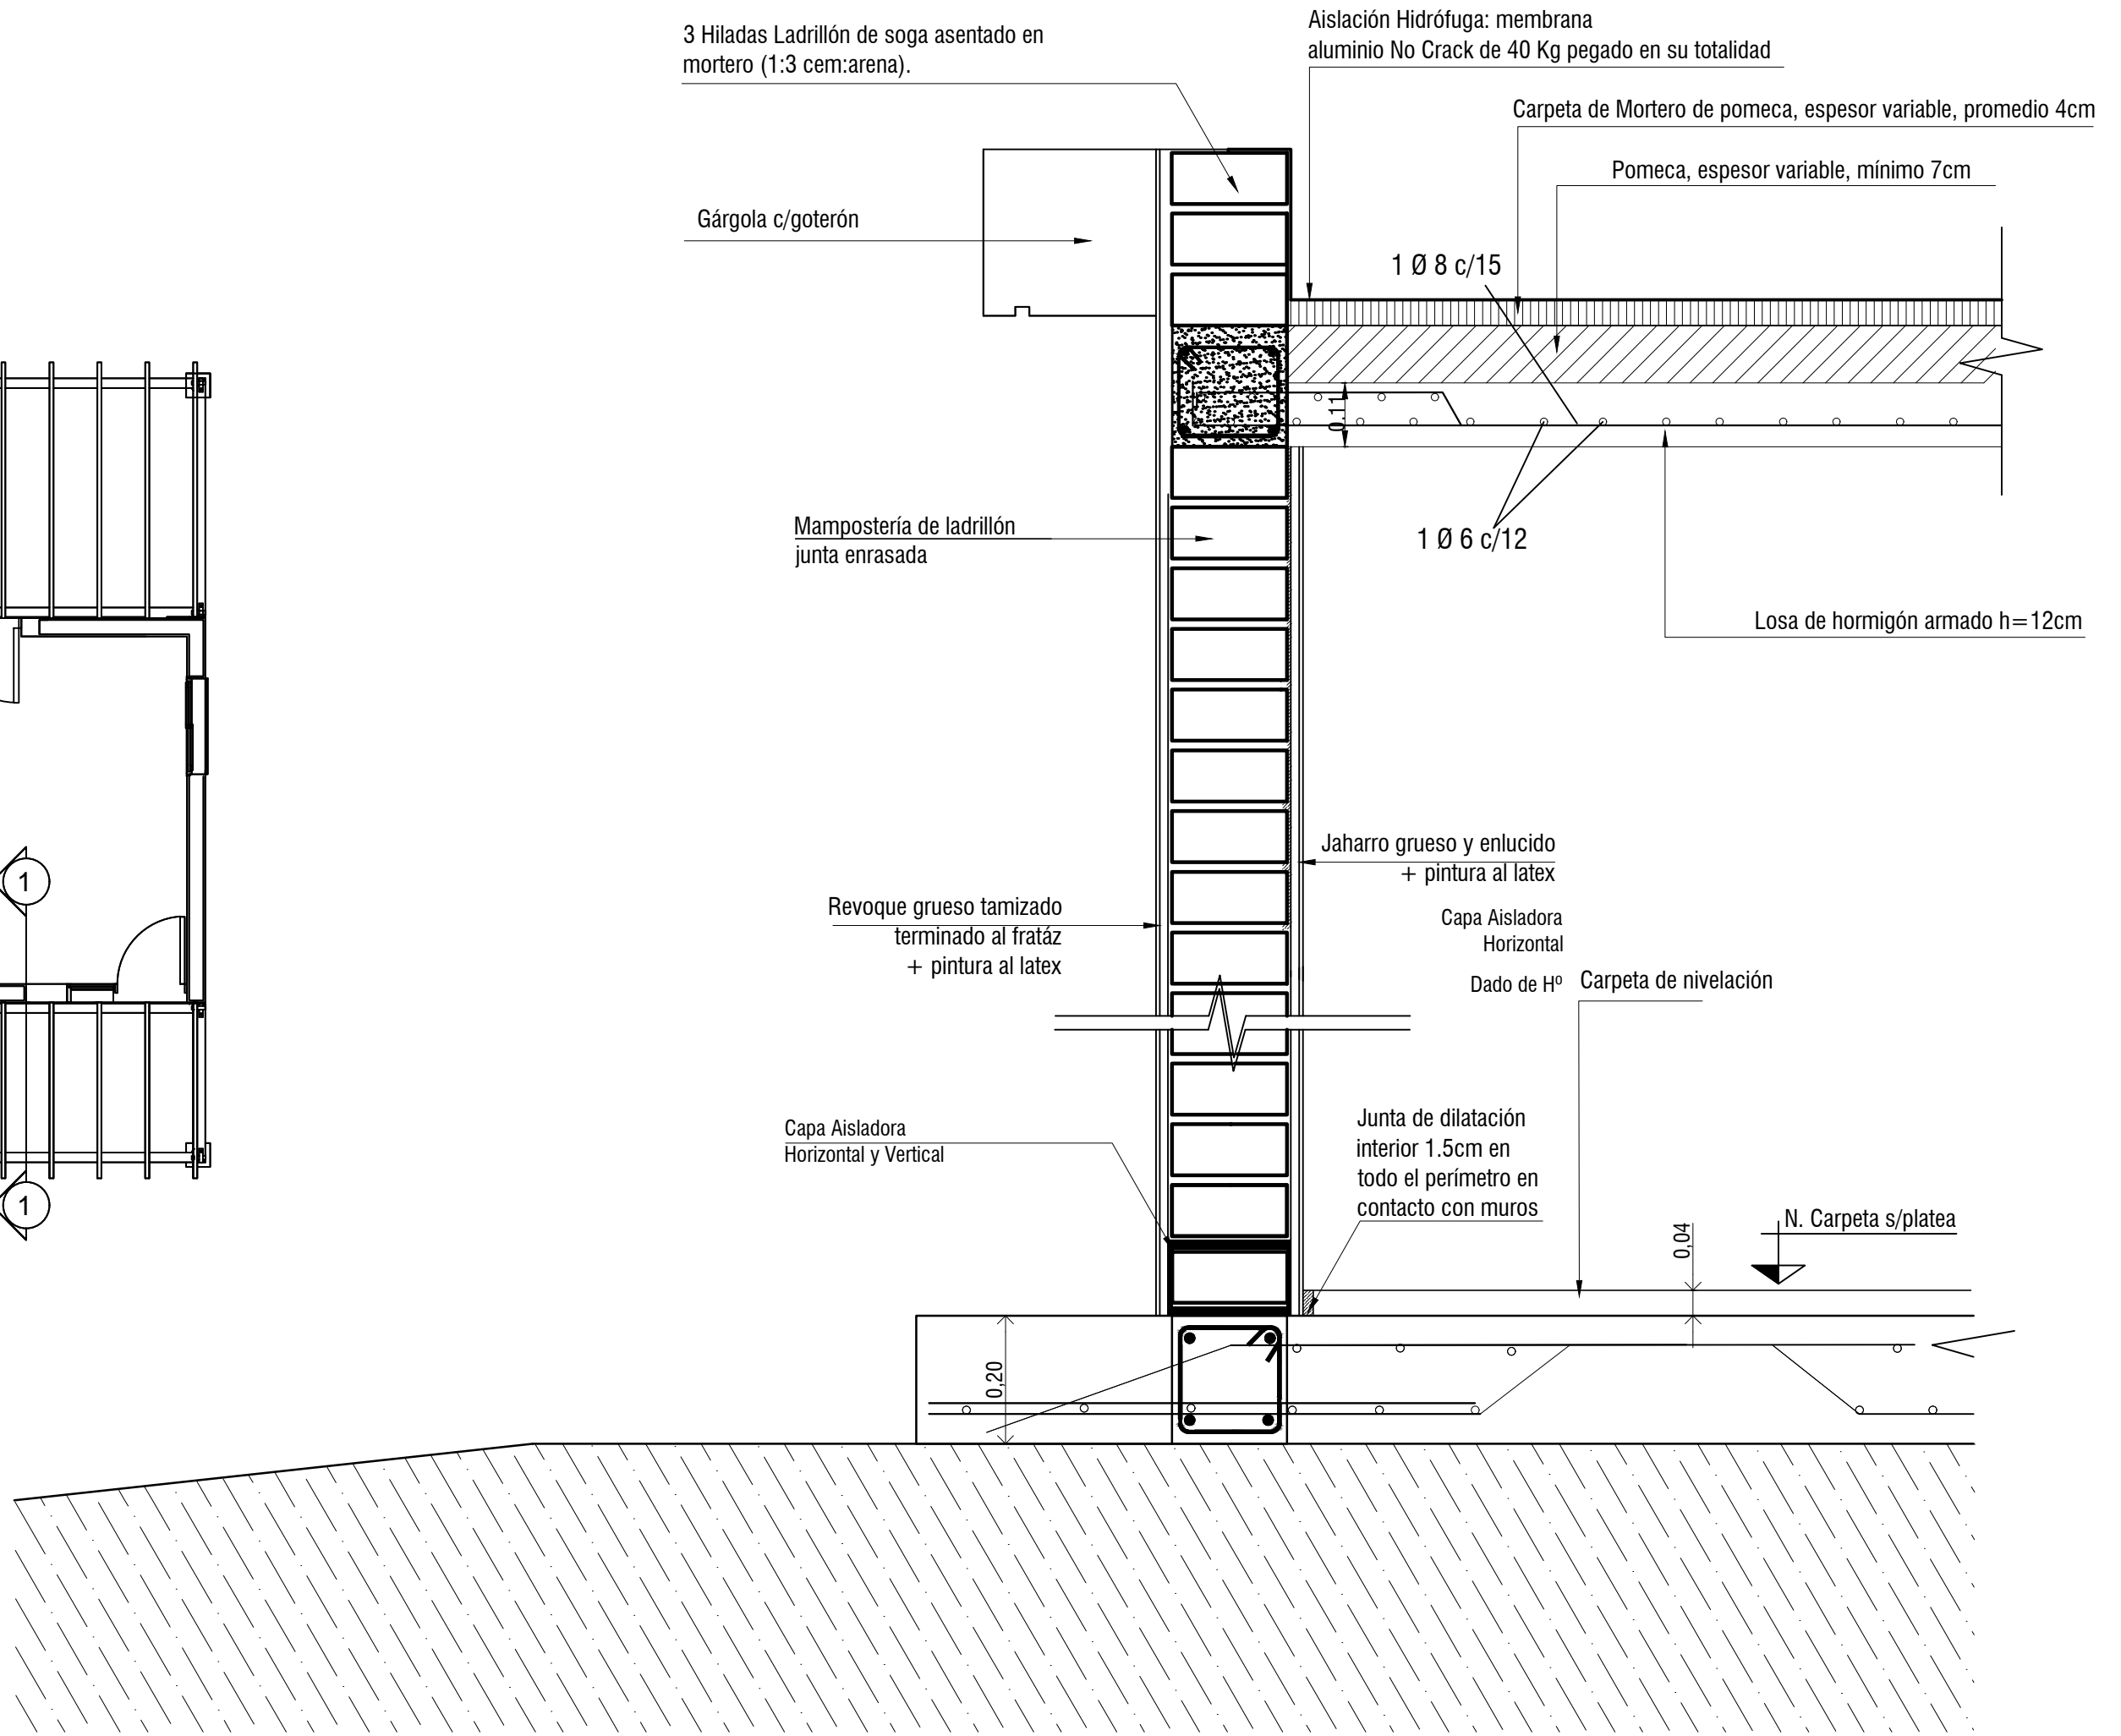 3 Hiladas Ladrillón de soga asentado en
mortero (1:3 cem:arena).
Aislación Hidrófuga: membrana
aluminio No Crack de 40 Kg pegado en su totalidad
Carpeta de Mortero de pomeca, espesor variable, promedio 4cm
Pomeca, espesor variable, mínimo 7cm
Gárgola c/goterón
1 Ø 8 c/15
0.11
Mampostería de ladrillón
junta enrasada
1 Ø 6 c/12
Losa de hormigón armado h=12cm
Jaharro grueso y enlucido
+ pintura al latex
1
Revoque grueso tamizado
terminado al fratáz
+ pintura al latex
Capa Aisladora
Horizontal
Dado de Hº
Carpeta de nivelación
Capa Aisladora
Horizontal y Vertical
Junta de dilatación
interior 1.5cm en
todo el perímetro en
contacto con muros
1
0,04
N. Carpeta s/platea
0,20